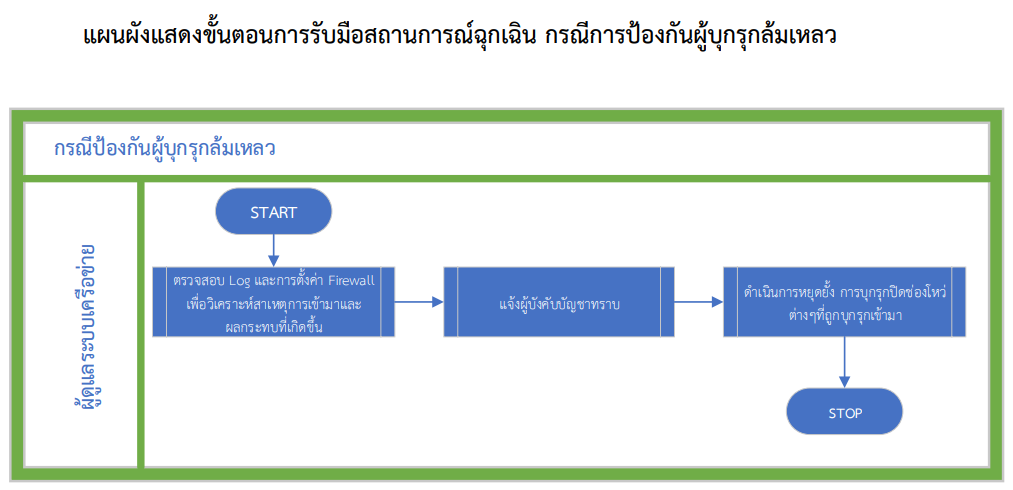 แผนผังแสดงขั้นตอนการรับมือสถานการณ์ฉุกเฉิน กรณีการป้องกันผู้บุกรุกล้มเหลว
กรณีป้องกันผู้บุกรุกล้มเหลว
ผู้ดูแลระบบเครือข่าย
START
ตรวจสอบ Log และการตั้งค่า Firewall
เพื่อวิเคราะห์สาเหตุการเข้ามาและ
ผลกระทบที่เกิดขึ้น
แจ้งผู้บังคับบัญชาทราบ
ดำเนินการหยุดยั้ง การบุกรุกปิดช่องโหว่
ต่างๆที่ถูกบุกรุกเข้ามา
STOP